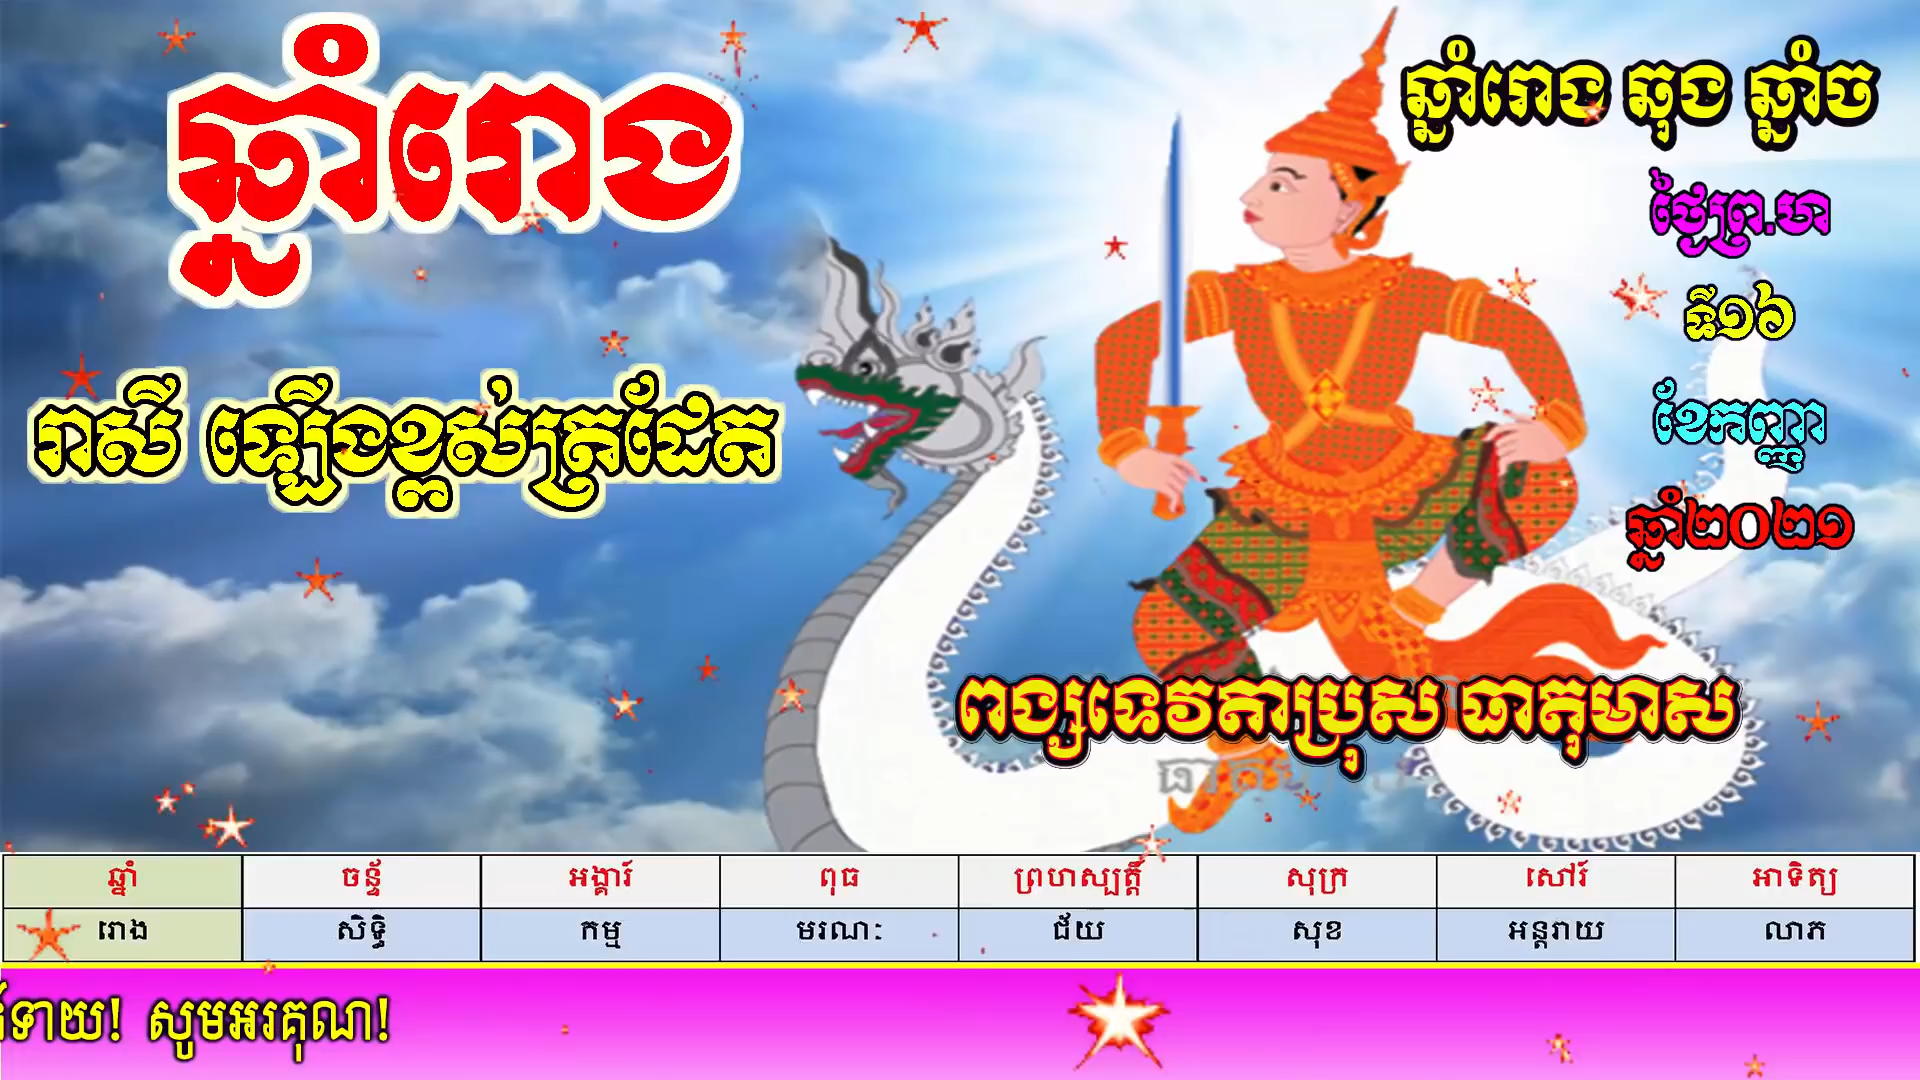 ឆ្នាំរោង
រាសី ឡើងខ្ពស់ត្រដែត
ឆ្នាំរោង ឆុង ឆ្នាំច
ថ្ងៃព្រ.ហ
ទី១៦
ខែកញ្ញា
ឆ្នាំ២០២១
ពង្សទេវតាប្រុស ធាតុមាស
ឆ្នាំ ចន្ទ័ អង្គារ៍ ពុធ ព្រហស្បត្តិ៍ សុក្រ សៅរ៍ អាទិត្យ
រោង សិទ្ធិ កម្ម មរណៈ ជ័យ សុខ អន្តរាយ លាភ
ទាយ! សូមអរគុណ!